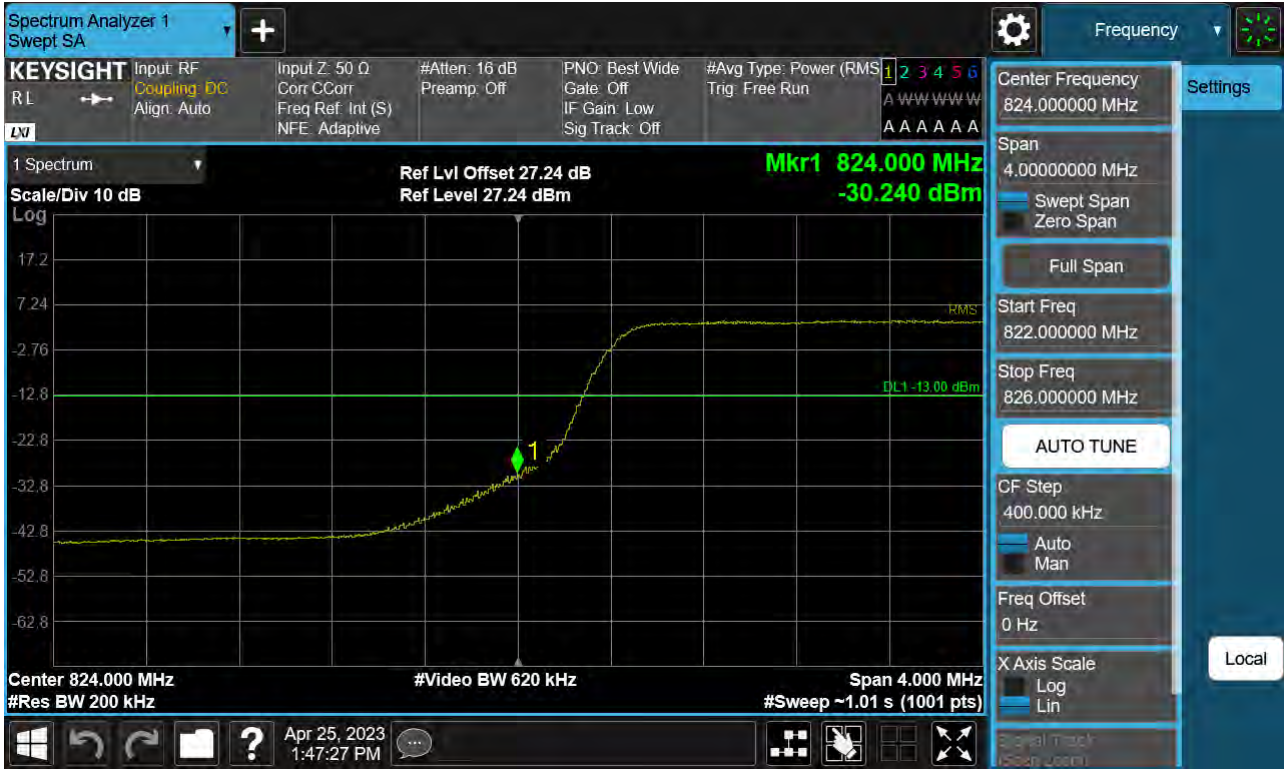 Spectrum Analyzer 1
Swept SA
+
Frequency
KEYSIGHT
R L
LXI
Input: RF
Coupling: DC
Align: Auto
Input Z: 50 Ω
Corr CCorr
Freq Ref: Int (S)
NFE: Adaptive
#Atten: 16 dB
Preamp: Off
PNO: Best Wide
Gate: Off
IF Gain: Low
Sig Track: Off
#Avg Type: Power (RMS
Trig: Free Run
1 2 3 4 5 6
A W W W W W
A A A A A A
1 Spectrum
Scale/Div 10 dB
Log
Ref Lvl Offset 27.24 dB
Ref Level 27.24 dBm
Mkr1 824.000 MHz
-30.240 dBm
17.2
7.24
-2.76
-12.8
-22.8
-32.8
-42.8
-52.8
-62.8
RMS
DL1 -13.00 dBm
1
Center 824.000 MHz
#Res BW 200 kHz
#Video BW 620 kHz
Span 4.000 MHz
#Sweep ~1.01 s (1001 pts)
Center Frequency
824.000000 MHz
Span
4.00000000 MHz
Swept Span
Zero Span
Full Span
Start Freq
822.000000 MHz
Stop Freq
826.000000 MHz
AUTO TUNE
CF Step
400.000 kHz
Auto
Man
Freq Offset
0 Hz
X Axis Scale
Log
Lin
Signal Track
(Span Zoom)
Settings
Local
?
Apr 25, 2023
1:47:27 PM